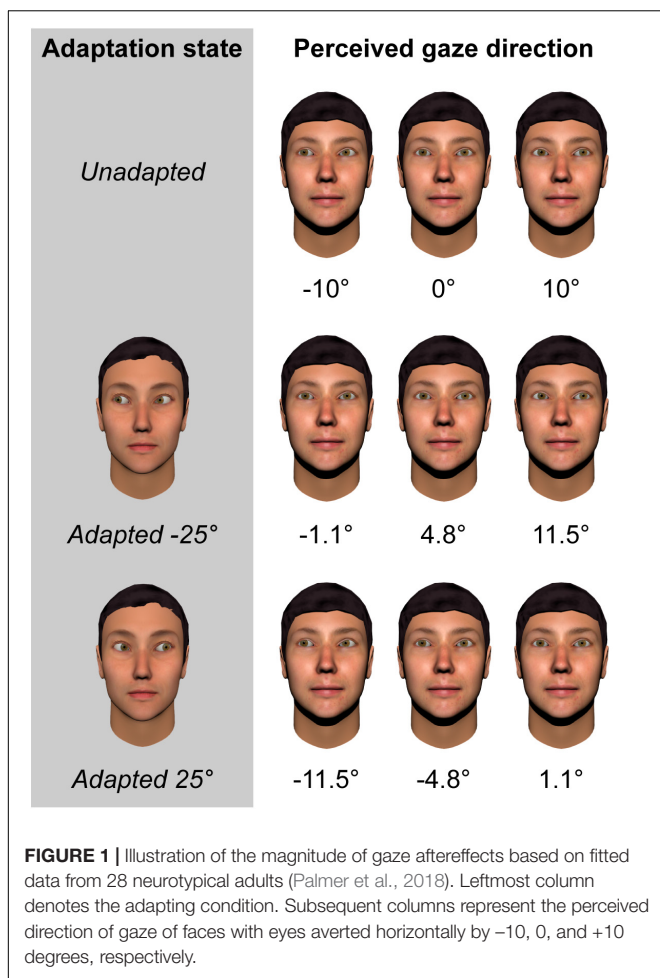 Adaptation state Perceived gaze direction
Unadapted
-10° 0° 10°
Adapted -25° -1.1° 4.8° 11.5°
Adapted 25° -11.5° -4.8° 1.1°
FIGURE 1 | Illustration of the magnitude of gaze aftereffects based on fitted
data from 28 neurotypical adults (Palmer et al., 2018). Leftmost column
denotes the adapting condition. Subsequent columns represent the perceived
direction of gaze of faces with eyes averted horizontally by –10, 0, and +10
degrees, respectively.